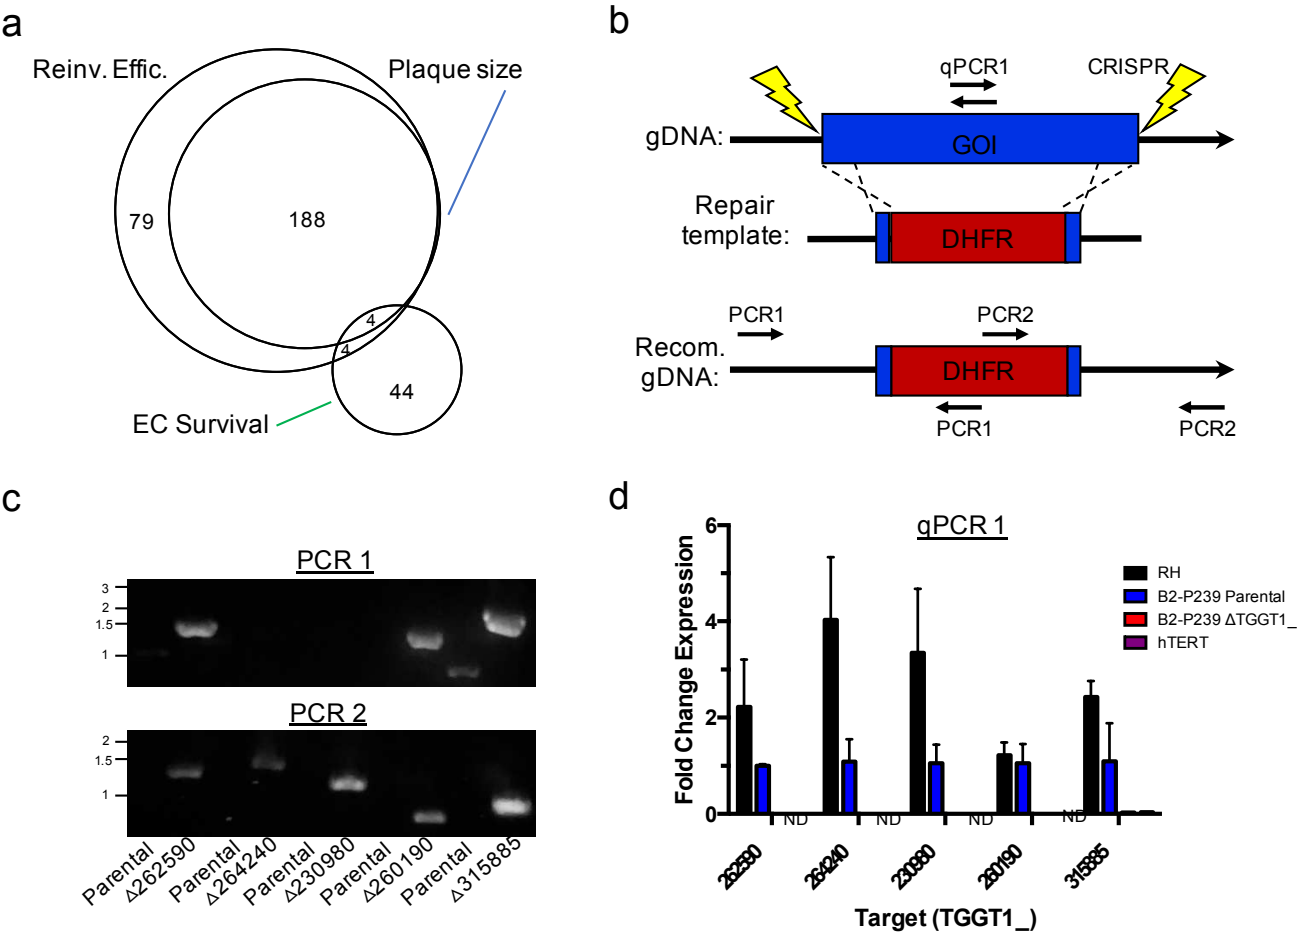 a
Reinv. Effic.
Plaque size
79
188
4
4
44
EC Survival
b
qPCR1
CRISPR
gDNA:
GOI
Repair
template:
DHFR
PCR1
PCR2
Recom.
gDNA:
DHFR
PCR1
PCR2
c
PCR 1
3
2
1.5
1
PCR 2
2
1.5
1
Parental
Δ262590
Parental
Δ264240
Parental
Δ230980
Parental
Δ260190
Parental
Δ315885
d
qPCR 1
Fold Change Expression
6
4
2
0
RH
B2-P239 Parental
B2-P239 ΔTGGT1_
hTERT
ND
ND
ND
ND
262590
264240
230980
260190
315885
Target (TGGT1_)